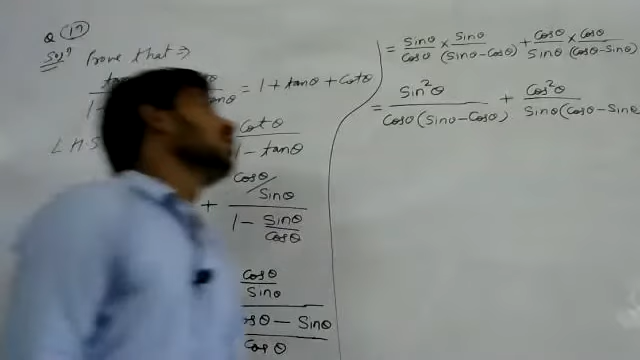 Q. 17
Solⁿ Prove that ⇒
= 1 + tanθ + cotθ
L.H.S
cotθ / 1 - tanθ
+ (cosθ / sinθ) / (1 - sinθ/cosθ)
cosθ / sinθ
cosθ - sinθ / cosθ
= sinθ/cosθ × sinθ/(sinθ-cosθ) + cosθ/sinθ × cosθ/(cosθ-sinθ)
= sin²θ / cosθ(sinθ-cosθ) + cos²θ / sinθ(cosθ-sinθ